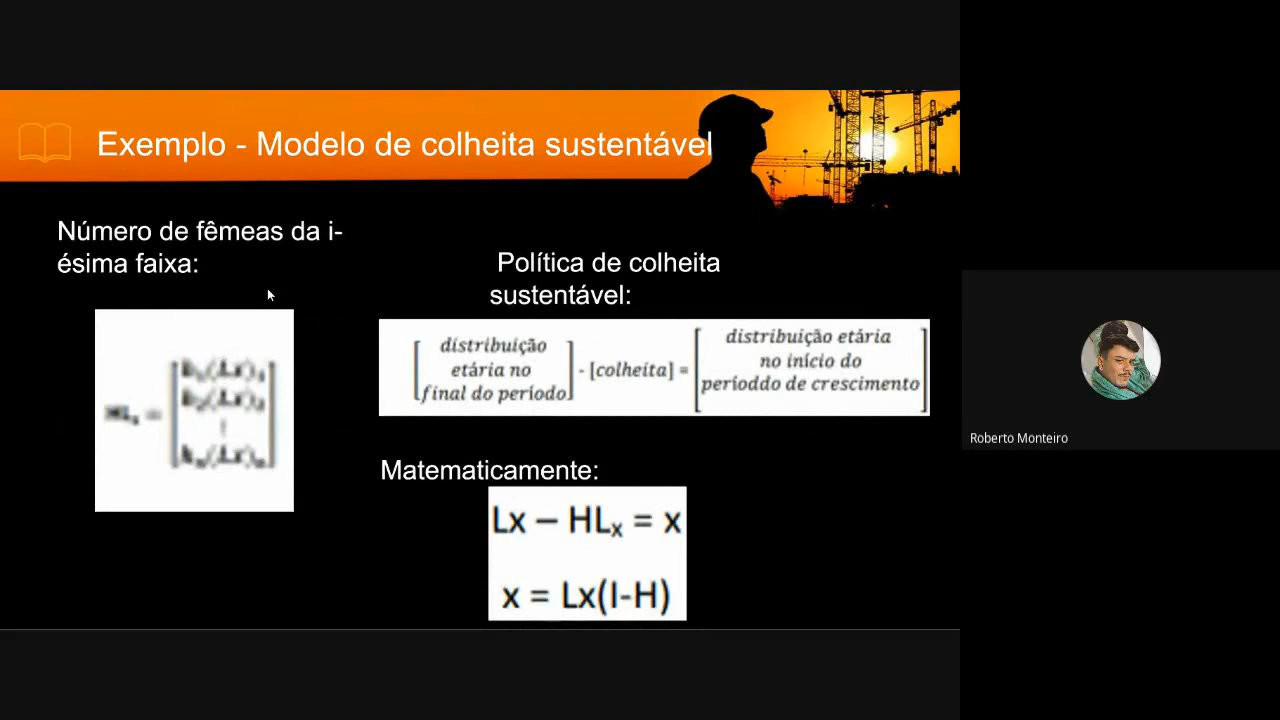 Exemplo - Modelo de colheita sustentável
Número de fêmeas da i-
ésima faixa:
Política de colheita
sustentável:
distribuição
etária no
final do período
- [colheita] =
distribuição etária
no início do
períoddo de crescimento
Matematicamente:
Lx – HLₓ = x
x = Lx(I-H)
Roberto Monteiro